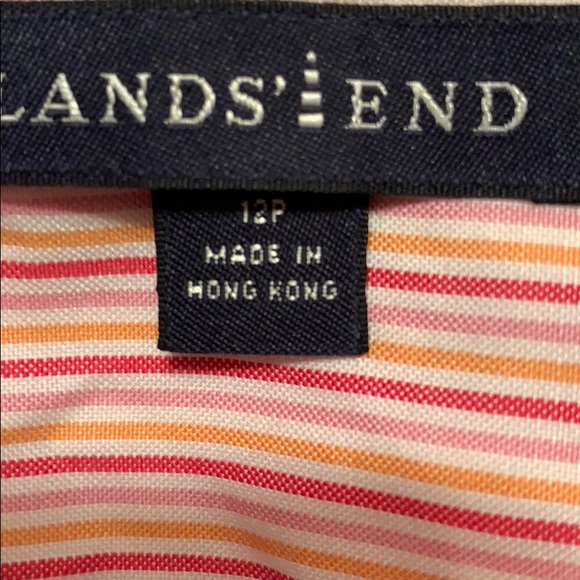 LANDS' END
12P
MADE IN
HONG KONG